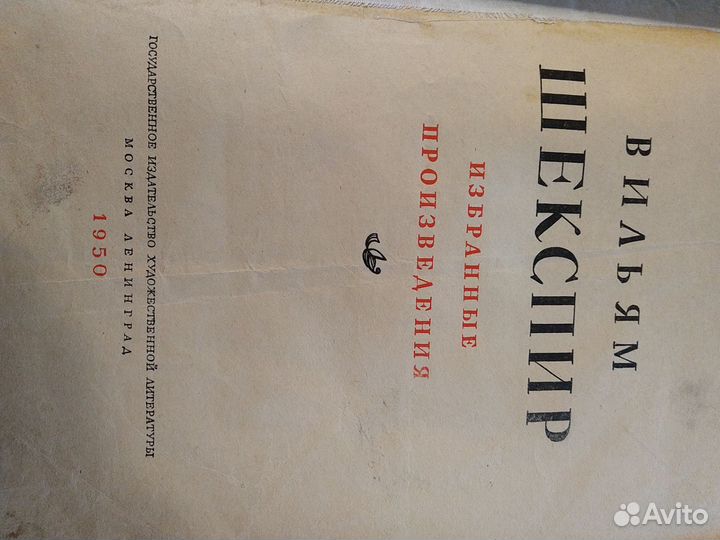 ВИЛЬЯМ
ШЕКСПИР
ИЗБРАННЫЕ
ПРОИЗВЕДЕНИЯ
ГОСУДАРСТВЕННОЕ ИЗДАТЕЛЬСТВО ХУДОЖЕСТВЕННОЙ ЛИТЕРАТУРЫ
МОСКВА ЛЕНИНГРАД
1950
Avito